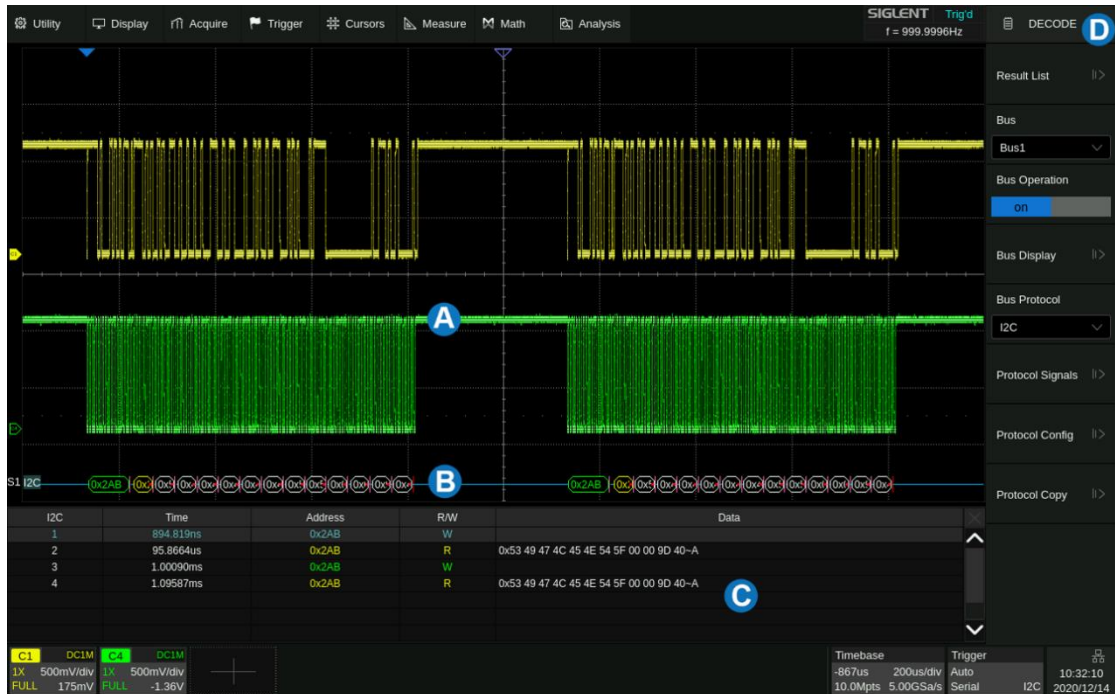 Utility Display Acquire Trigger Cursors Measure Math Analysis
SIGLENT Trig'd
f = 999.9996Hz
DECODE D
Result List
Bus
Bus1
Bus Operation
on
Bus Display
Bus Protocol
I2C
Protocol Signals
Protocol Config
Protocol Copy
A
S1 I2C 0x2AB B 0x2AB
I2C Time Address R/W Data
1 894.819ns 0x2AB W
2 95.8664us 0x2AB R 0x53 49 47 4C 45 4E 54 5F 00 00 9D 40~A
3 1.00090ms 0x2AB W
4 1.09587ms 0x2AB R 0x53 49 47 4C 45 4E 54 5F 00 00 9D 40~A
C
C1 DC1M
1X 500mV/div
FULL 175mV
C4 DC1M
1X 500mV/div
FULL -1.36V
Timebase
-867us 200us/div
10.0Mpts 5.00GSa/s
Trigger
Auto
Serial I2C
10:32:10
2020/12/14